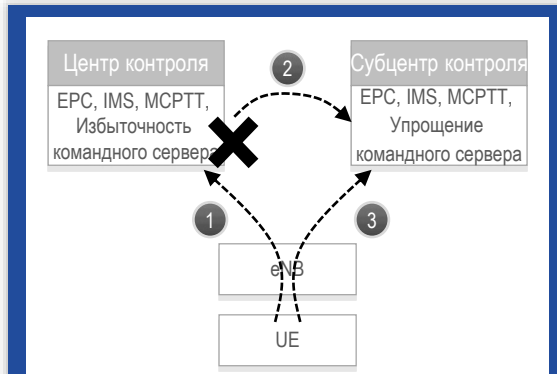 Центр контроля
EPC, IMS, MCPTT,
Избыточность
командного сервера
2
Субцентр контроля
EPC, IMS, MCPTT,
Упрощение
командного сервера
1
3
eNB
UE